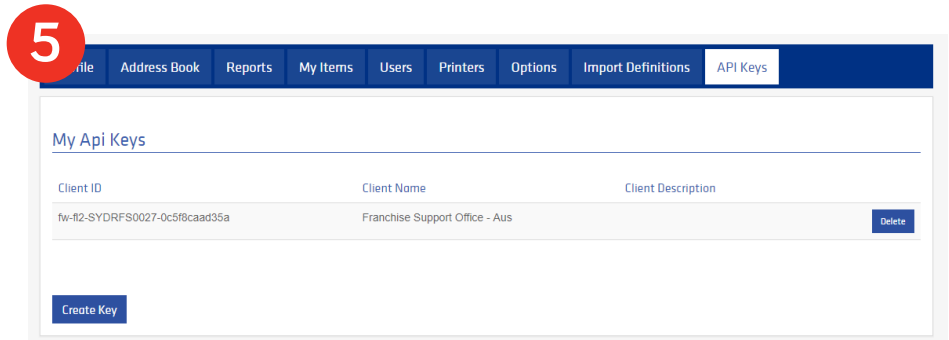 5
file Address Book Reports My Items Users Printers Options Import Definitions API Keys
My Api Keys
Client ID Client Name Client Description
fw-fl2-SYDRFS0027-0c5f8caad35a Franchise Support Office - Aus Delete
Create Key